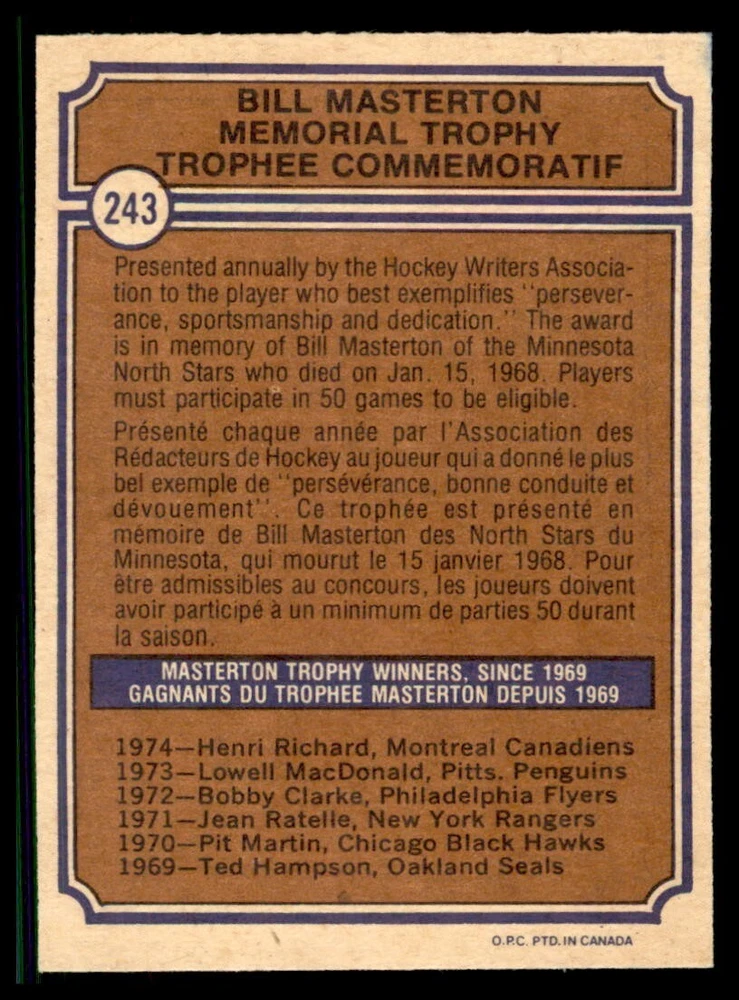 BILL MASTERTON
MEMORIAL TROPHY
TROPHEE COMMEMORATIF
243
Presented annually by the Hockey Writers Associa-
tion to the player who best exemplifies "persever-
ance, sportsmanship and dedication." The award
is in memory of Bill Masterton of the Minnesota
North Stars who died on Jan. 15, 1968. Players
must participate in 50 games to be eligible.
Présenté chaque année par l'Association des
Rédacteurs de Hockey au joueur qui a donné le plus
bel exemple de "persévérance, bonne conduite et
dévouement". Ce trophée est présenté en
mémoire de Bill Masterton des North Stars du
Minnesota, qui mourut le 15 janvier 1968. Pour
être admissibles au concours, les joueurs doivent
avoir participé à un minimum de parties 50 durant
la saison.
MASTERTON TROPHY WINNERS, SINCE 1969
GAGNANTS DU TROPHEE MASTERTON DEPUIS 1969
1974—Henri Richard, Montreal Canadiens
1973—Lowell MacDonald, Pitts. Penguins
1972—Bobby Clarke, Philadelphia Flyers
1971—Jean Ratelle, New York Rangers
1970—Pit Martin, Chicago Black Hawks
1969—Ted Hampson, Oakland Seals
O.P.C. PTD. IN CANADA